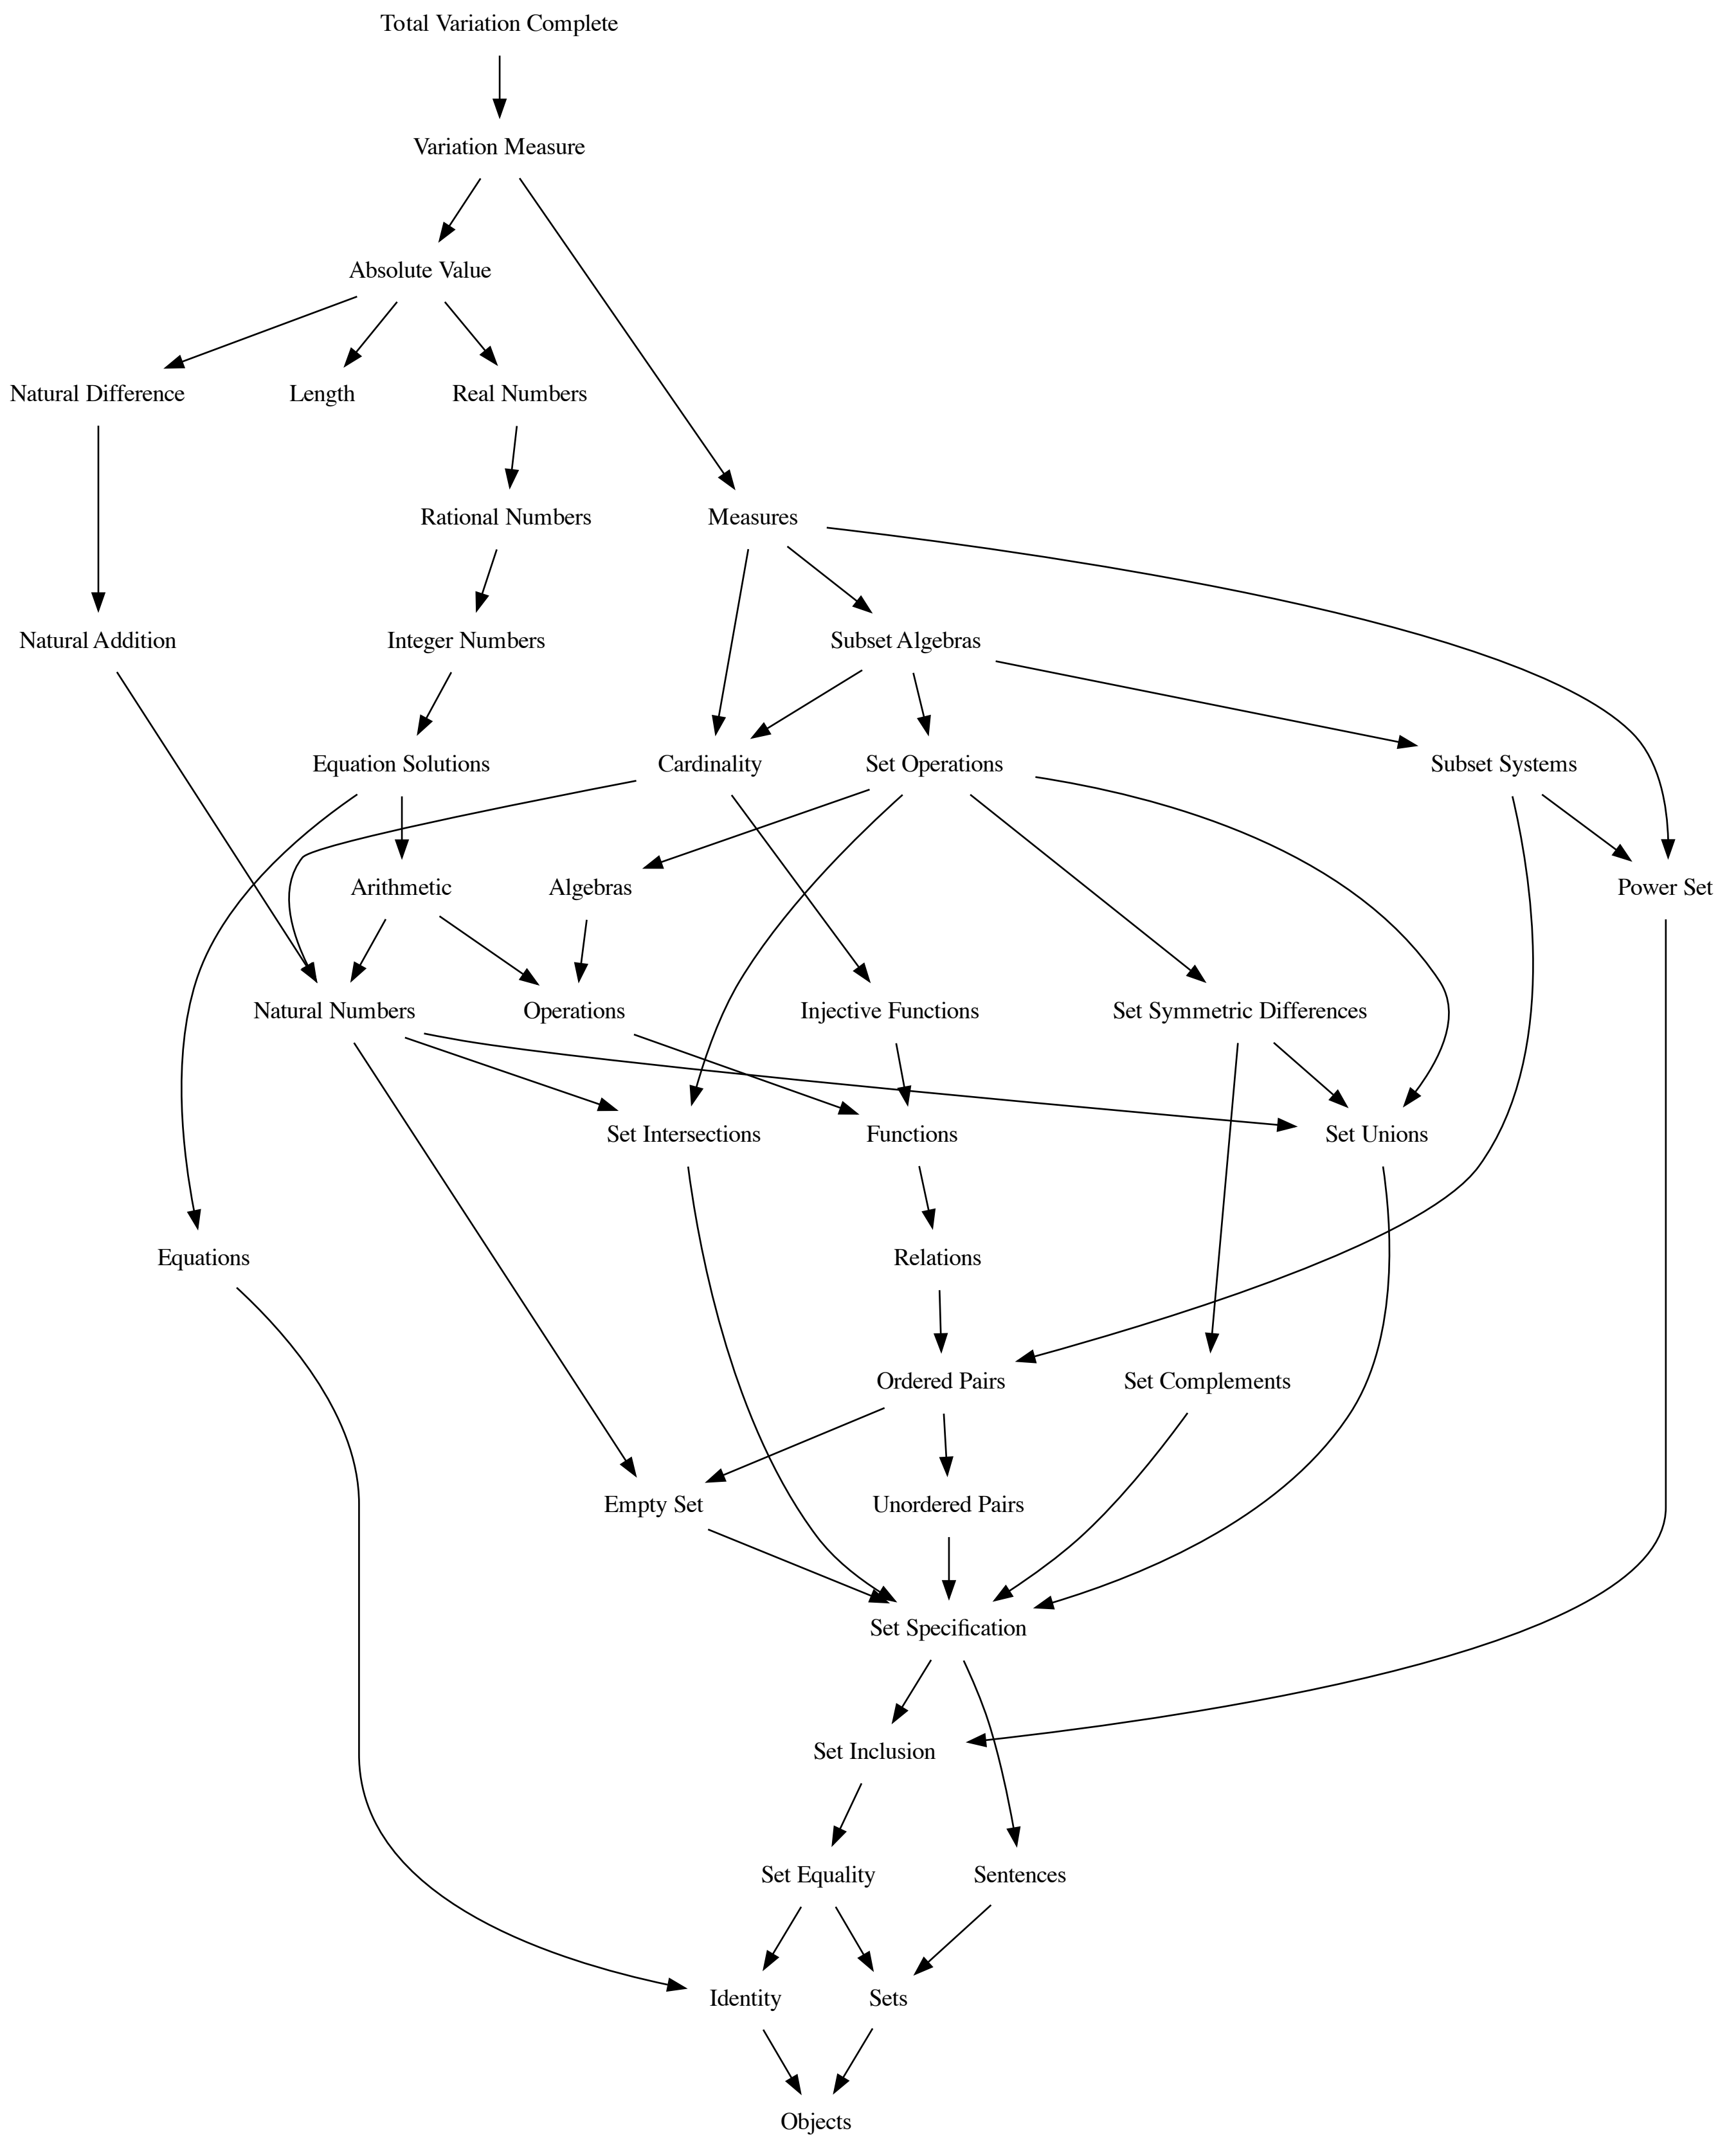 Total Variation Complete
Variation Measure
Absolute Value
Natural Difference
Length
Real Numbers
Rational Numbers
Measures
Natural Addition
Integer Numbers
Subset Algebras
Equation Solutions
Cardinality
Set Operations
Subset Systems
Arithmetic
Algebras
Power Set
Natural Numbers
Operations
Injective Functions
Set Symmetric Differences
Set Intersections
Functions
Set Unions
Equations
Relations
Ordered Pairs
Set Complements
Empty Set
Unordered Pairs
Set Specification
Set Inclusion
Set Equality
Sentences
Identity
Sets
Objects